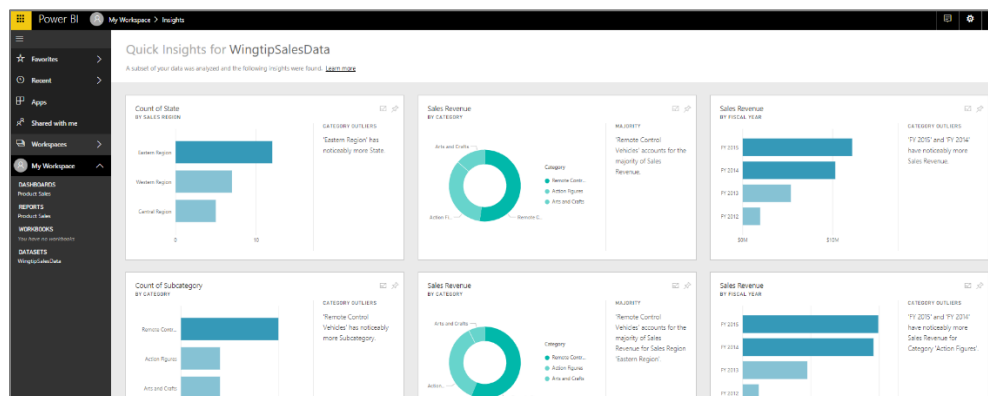 Power BI
My Workspace > Insights
Favorites
Recent
Apps
Shared with me
Workspaces
My Workspace
DASHBOARDS
Product Sales
REPORTS
Product Sales
WORKBOOKS
You have no workbooks
DATASETS
WingtipSalesData
Quick Insights for WingtipSalesData
A subset of your data was analyzed and the following insights were found. Learn more
Count of State
BY SALES REGION
Eastern Region
Western Region
Central Region
0
10
CATEGORY OUTLIERS
'Eastern Region' has
noticeably more State.
Sales Revenue
BY CATEGORY
Arts and Crafts
Action Fi...
Remote C...
Category
Remote Contr...
Action Figures
Arts and Crafts
MAJORITY
'Remote Control
Vehicles' accounts for the
majority of Sales
Revenue.
Sales Revenue
BY FISCAL YEAR
FY 2015
FY 2014
FY 2013
FY 2012
$0M
$10M
CATEGORY OUTLIERS
'FY 2015' and 'FY 2014'
have noticeably more
Sales Revenue.
Count of Subcategory
BY CATEGORY
Remote Contr...
Action Figures
Arts and Crafts
CATEGORY OUTLIERS
'Remote Control
Vehicles' has noticeably
more Subcategory.
Sales Revenue
BY CATEGORY
Arts and Crafts
Action...
Category
Remote Contr...
Action Figures
Arts and Crafts
MAJORITY
'Remote Control
Vehicles' accounts for the
majority of Sales
Revenue for Sales Region
'Eastern Region'.
Sales Revenue
BY FISCAL YEAR
FY 2015
FY 2014
FY 2013
FY 2012
CATEGORY OUTLIERS
'FY 2015' and 'FY 2014'
have noticeably more
Sales Revenue for
Category 'Action Figures'.